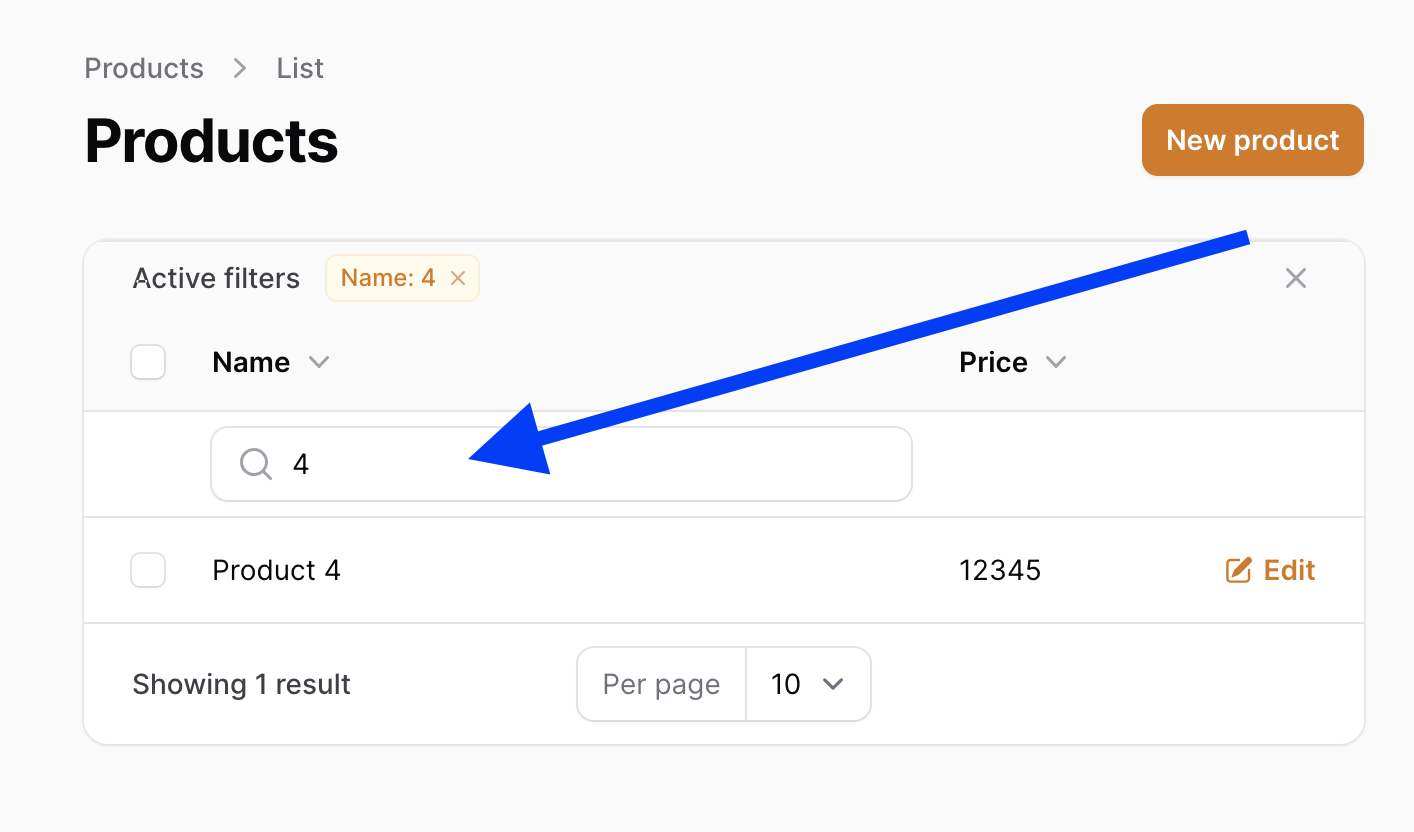 Products > List
Products
New product
Active filters Name: 4 ×
Name Price
4
Product 4 12345 Edit
Showing 1 result Per page 10